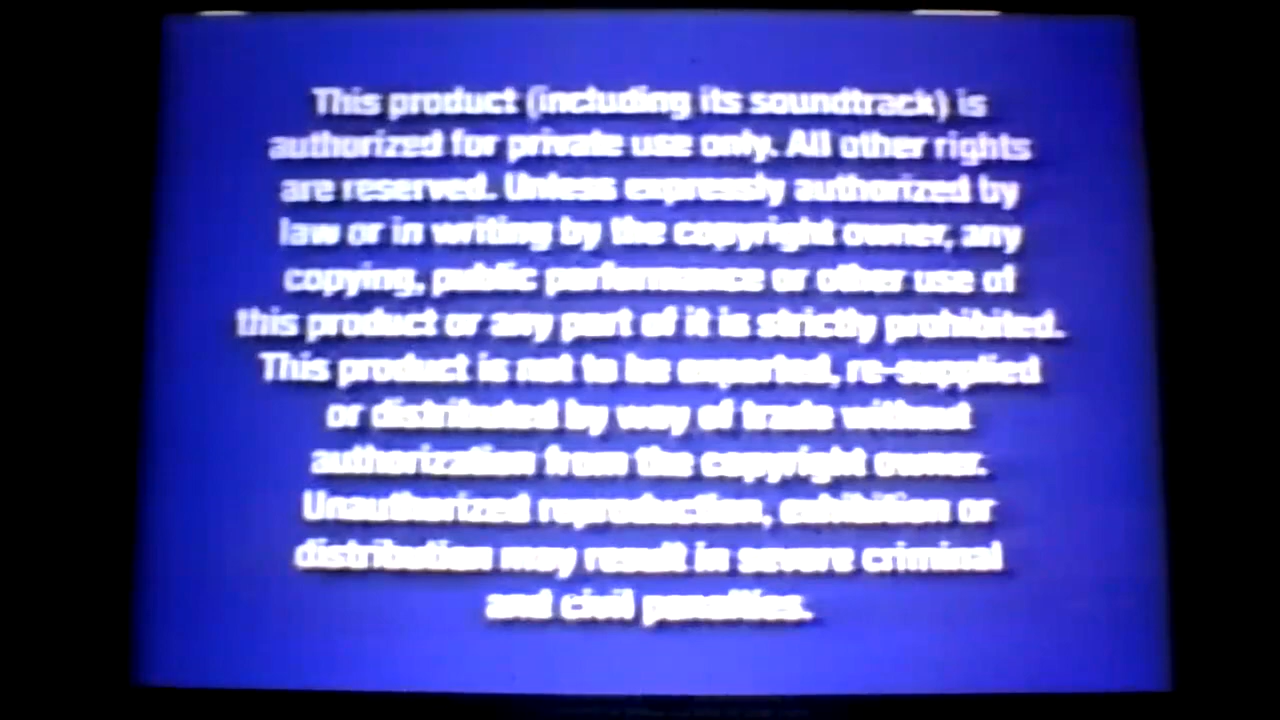 This product (including its soundtrack) is
authorized for private use only. All other rights
are reserved. Unless expressly authorized by
law or in writing by the copyright owner, any
copying, public performance or other use of
this product or any part of it is strictly prohibited.
This product is not to be exported, re-supplied
or distributed by way of trade without
authorization from the copyright owner.
Unauthorized reproduction, exhibition or
distribution may result in severe criminal
and civil penalties.